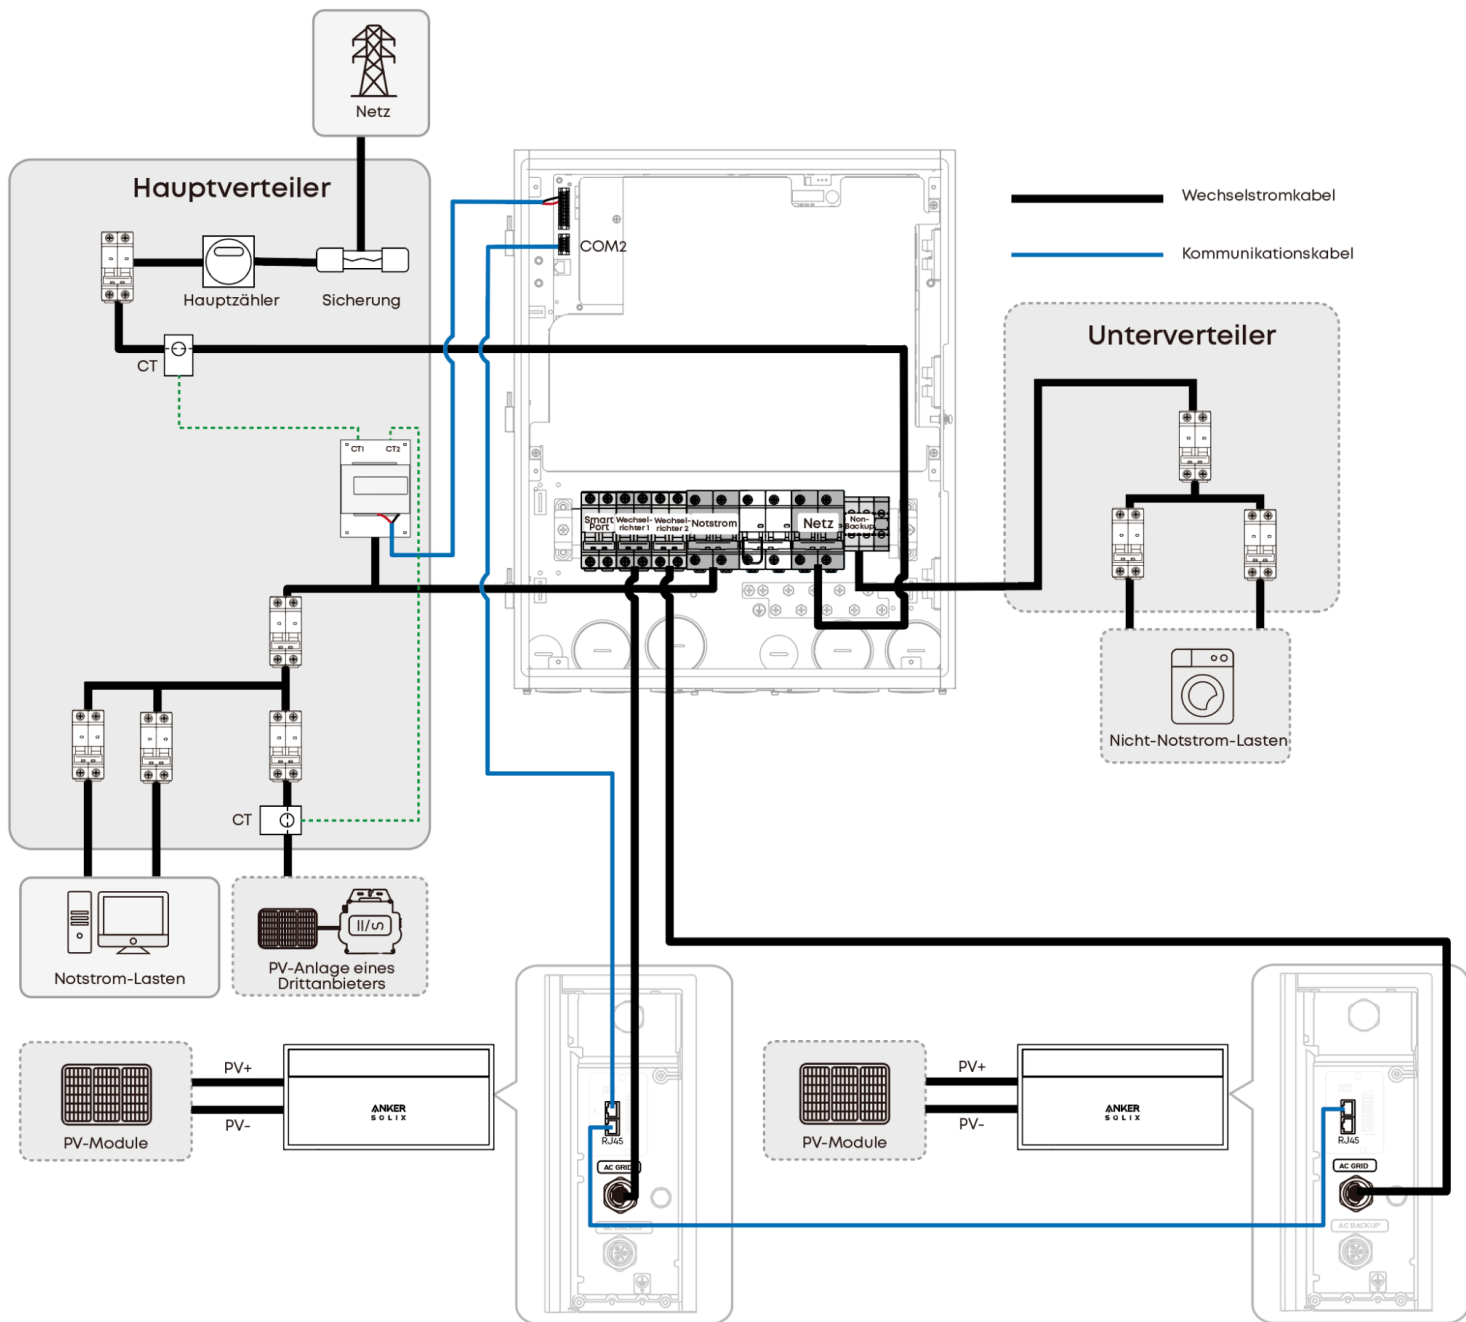 Netz
Hauptverteiler
Hauptzähler
Sicherung
CT
CT1
CT2
COM2
Wechselstromkabel
Kommunikationskabel
Unterverteiler
Smart
Port
Wechsel-
richter 1
Wechsel-
richter 2
Notstrom
Netz
Non-
Backup
Nicht-Notstrom-Lasten
CT
Notstrom-Lasten
PV-Anlage eines
Drittanbieters
PV-Module
PV+
PV-
ANKER
SOLIX
RJ45
AC GRID
AC BACKUP
PV-Module
PV+
PV-
ANKER
SOLIX
RJ45
AC GRID
AC BACKUP